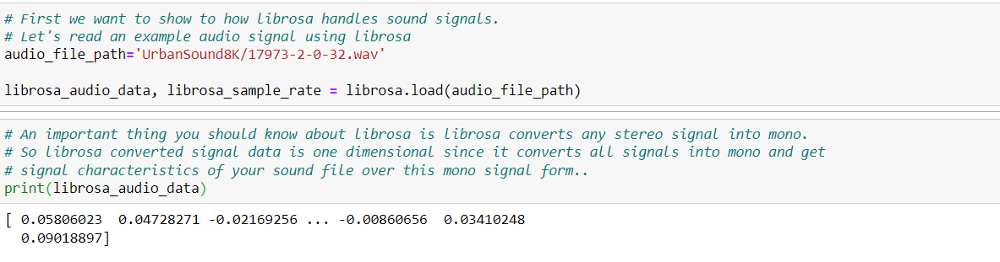 # First we want to show to how librosa handles sound signals.
# Let's read an example audio signal using librosa
audio_file_path='UrbanSound8K/17973-2-0-32.wav'
librosa_audio_data, librosa_sample_rate = librosa.load(audio_file_path)
# An important thing you should know about librosa is librosa converts any stereo signal into mono.
# So librosa converted signal data is one dimensional since it converts all signals into mono and get
# signal characteristics of your sound file over this mono signal form..
print(librosa_audio_data)
[ 0.05806023  0.04728271 -0.02169256 ... -0.00860656  0.03410248
  0.09018897]